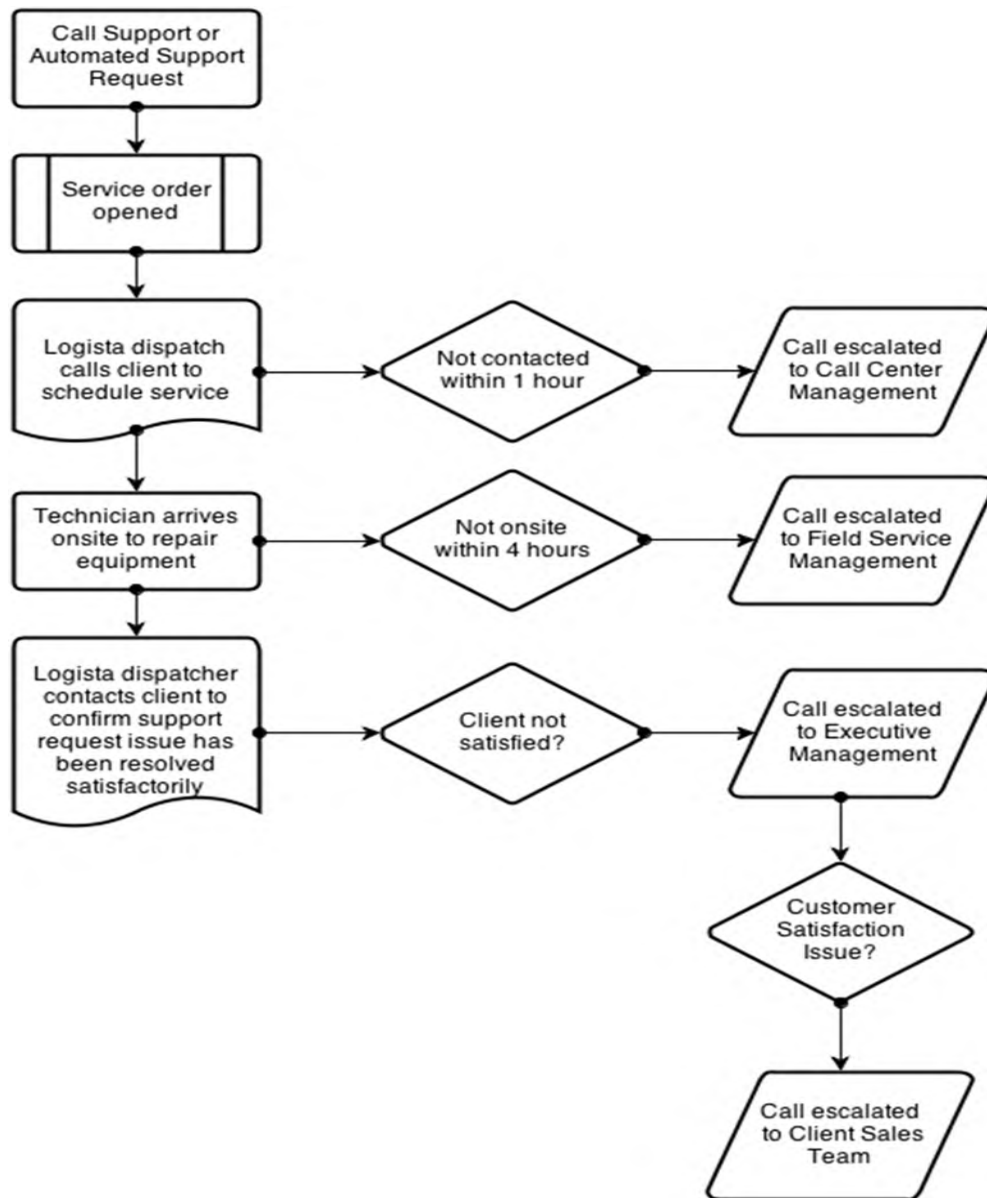 Call Support or
Automated Support
Request
Service order
opened
Logista dispatch
calls client to
schedule service
Not contacted
within 1 hour
Call escalated
to Call Center
Management
Technician arrives
onsite to repair
equipment
Not onsite
within 4 hours
Call escalated
to Field Service
Management
Logista dispatcher
contacts client to
confirm support
request issue has
been resolved
satisfactorily
Client not
satisfied?
Call escalated
to Executive
Management
Customer
Satisfaction
Issue?
Call escalated
to Client Sales
Team